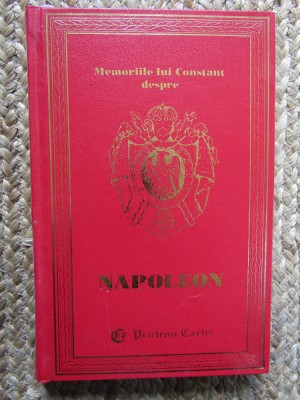 Memoriile lui Constant
despre
NAPOLEON
Prietenii Cărții